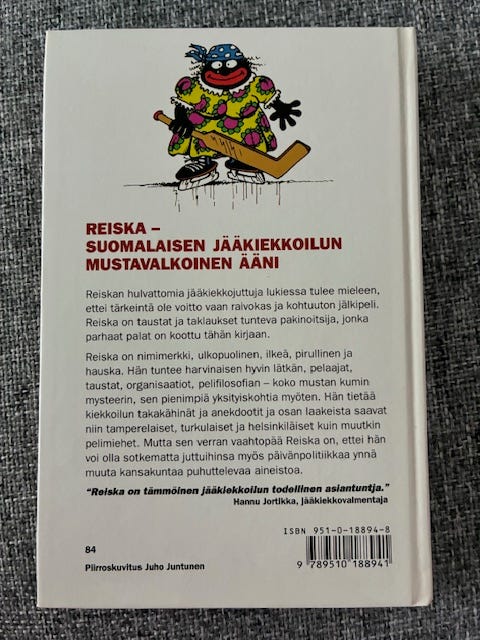 REISKA –
SUOMALAISEN JÄÄKIEKKOILUN
MUSTAVALKOINEN ÄÄNI
Reiskan hulvattomia jääkiekkojuttuja lukiessa tulee mieleen,
ettei tärkeintä ole voitto vaan raivokas ja kohtuuton jälkipeli.
Reiska on taustat ja taklaukset tunteva pakinoitsija, jonka
parhaat palat on koottu tähän kirjaan.
Reiska on nimimerkki, ulkopuolinen, ilkeä, pirullinen ja
hauska. Hän tuntee harvinaisen hyvin lätkän, pelaajat,
taustat, organisaatiot, pelifilosofian – koko mustan kumin
mysteerin, sen pienimpiä yksityiskohtia myöten. Hän tietää
kiekkoilun takakähinät ja anekdootit ja osan laakeista saavat
niin tamperelaiset, turkulaiset ja helsinkiläiset kuin muutkin
pelimiehet. Mutta sen verran vaahtopää Reiska on, ettei hän
voi olla sotkematta juttuihinsa myös päivänpolitiikkaa ynnä
muuta kansakuntaa puhuttelevaa aineistoa.
“Reiska on tämmöinen jääkiekkoilun todellinen asiantuntja.”
Hannu Jortikka, jääkiekkovalmentaja
ISBN 951-0-18894-8
84
Piirroskuvitus Juho Juntunen
9 789510 188941